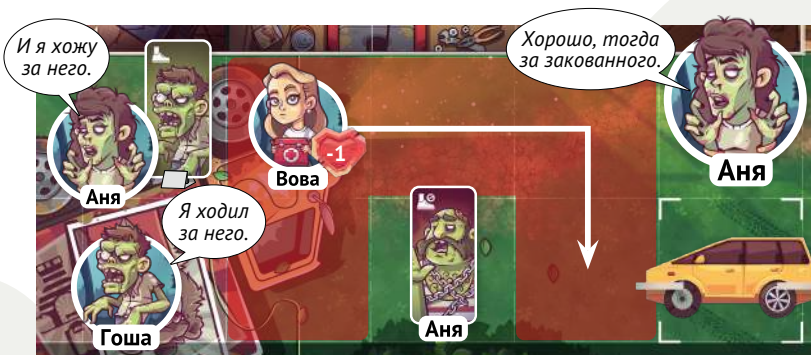 И я хожу
за него.
Аня
Вова
-1
Я ходил
за него.
Гоша
Аня
Хорошо, тогда
за закованного.
Аня